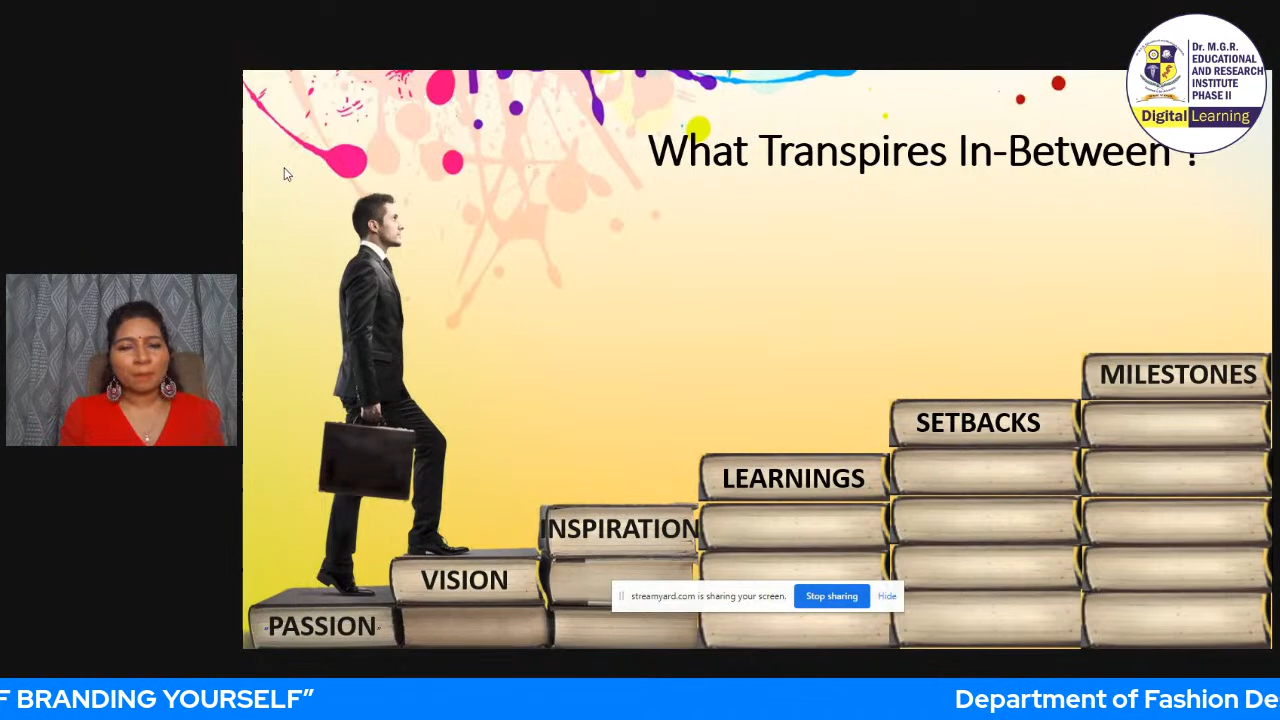 Dr. M.G.R.
EDUCATIONAL
AND RESEARCH
INSTITUTE
PHASE II
Digital Learning
What Transpires In-Between ?
MILESTONES
SETBACKS
LEARNINGS
INSPIRATION
VISION
PASSION
streamyard.com is sharing your screen.
Stop sharing
Hide
F BRANDING YOURSELF”
Department of Fashion De